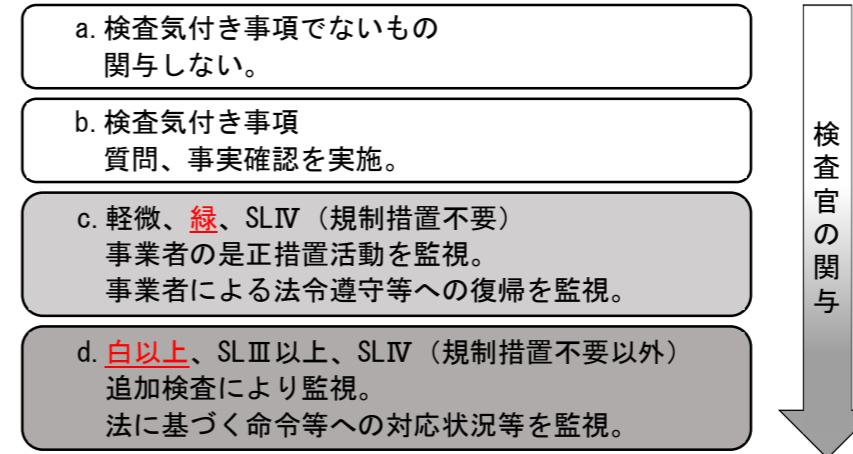 a. 検査気付き事項でないもの
関与しない。
b. 検査気付き事項
質問、事実確認を実施。
c. 軽微、緑、SLⅣ（規制措置不要）
事業者の是正措置活動を監視。
事業者による法令遵守等への復帰を監視。
d. 白以上、SLⅢ以上、SLⅣ（規制措置不要以外）
追加検査により監視。
法に基づく命令等への対応状況等を監視。
検査官の関与